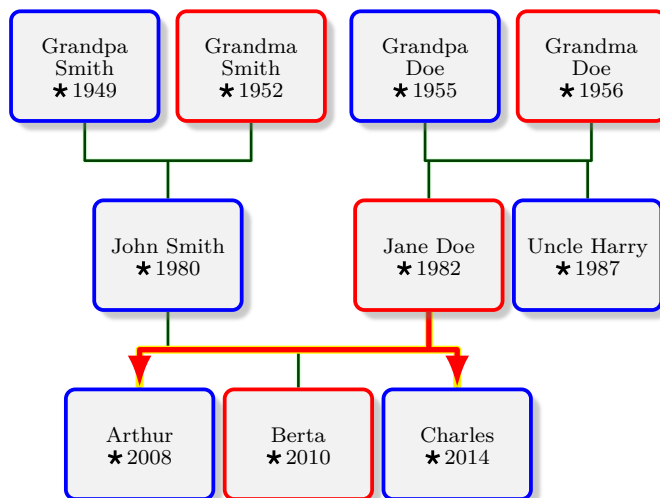 Grandpa
Smith
★1949
Grandma
Smith
★1952
Grandpa
Doe
★1955
Grandma
Doe
★1956
John Smith
★1980
Jane Doe
★1982
Uncle Harry
★1987
Arthur
★2008
Berta
★2010
Charles
★2014